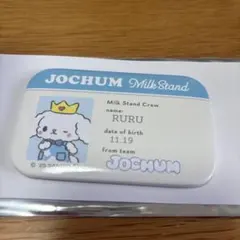 JOCHUM Milk Stand
Milk Stand Crew
name:
RURU
date of birth
11.19
from team
JOCHUM